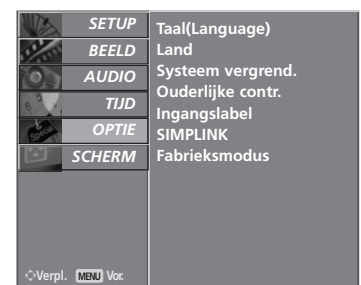 SETUP
BEELD
AUDIO
TIJD
OPTIE
SCHERM
Taal(Language)
Land
Systeem vergrend.
Ouderlijke contr.
Ingangslabel
SIMPLINK
Fabrieksmodus
Verpl. MENU Vor.